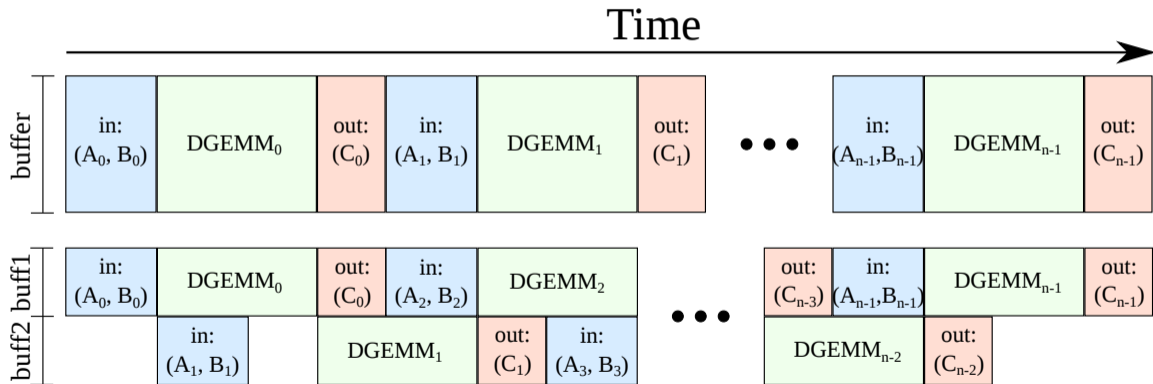 Time
buffer
in:
(A₀, B₀)
DGEMM₀
out:
(C₀)
in:
(A₁, B₁)
DGEMM₁
out:
(C₁)
in:
(Aₙ₋₁,Bₙ₋₁)
DGEMMₙ₋₁
out:
(Cₙ₋₁)
buff1
in:
(A₀, B₀)
DGEMM₀
out:
(C₀)
in:
(A₂, B₂)
DGEMM₂
out:
(Cₙ₋₃)
in:
(Aₙ₋₁,Bₙ₋₁)
DGEMMₙ₋₁
out:
(Cₙ₋₁)
buff2
in:
(A₁, B₁)
DGEMM₁
out:
(C₁)
in:
(A₃, B₃)
DGEMMₙ₋₂
out:
(Cₙ₋₂)